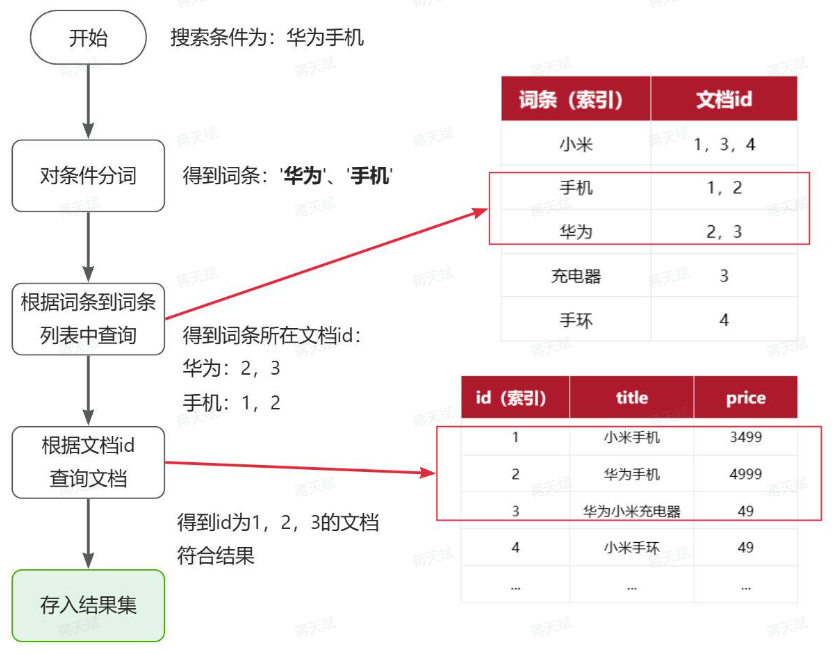 开始
搜索条件为：华为手机
对条件分词
得到词条：'华为'、'手机'
根据词条到词条
列表中查询
得到词条所在文档id：
华为：2，3
手机：1，2
根据文档id
查询文档
得到id为1，2，3的文档
符合结果
存入结果集
词条（索引） 文档id
小米 1，3，4
手机 1，2
华为 2，3
充电器 3
手环 4
id（索引） title price
1 小米手机 3499
2 华为手机 4999
3 华为小米充电器 49
4 小米手环 49
... ... ...
蒋天斌